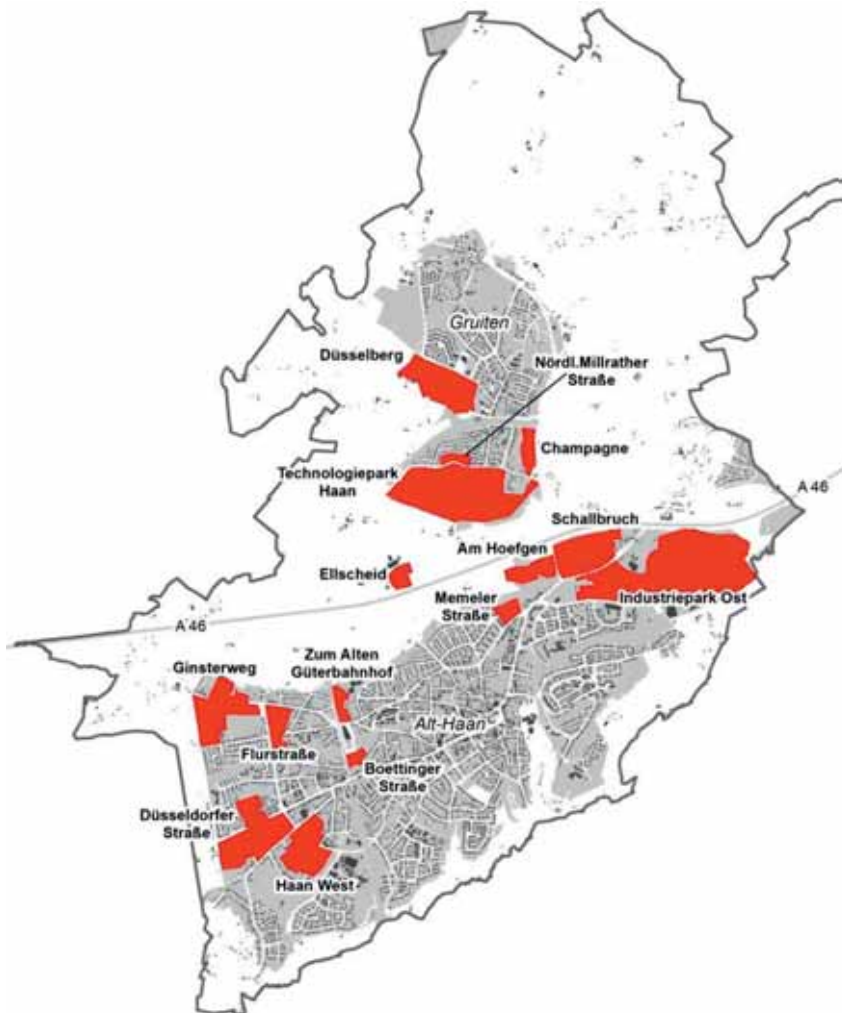 Gruiten
Düsselberg
Nördl.Millrather
Straße
Champagne
Technologiepark
Haan
A 46
Schallbruch
Am Hoefgen
Ellscheid
Memeler
Straße
Industriepark Ost
A 46
Ginsterweg
Zum Alten
Güterbahnhof
Alt-Haan
Flurstraße
Boettinger
Straße
Düsseldorfer
Straße
Haan West